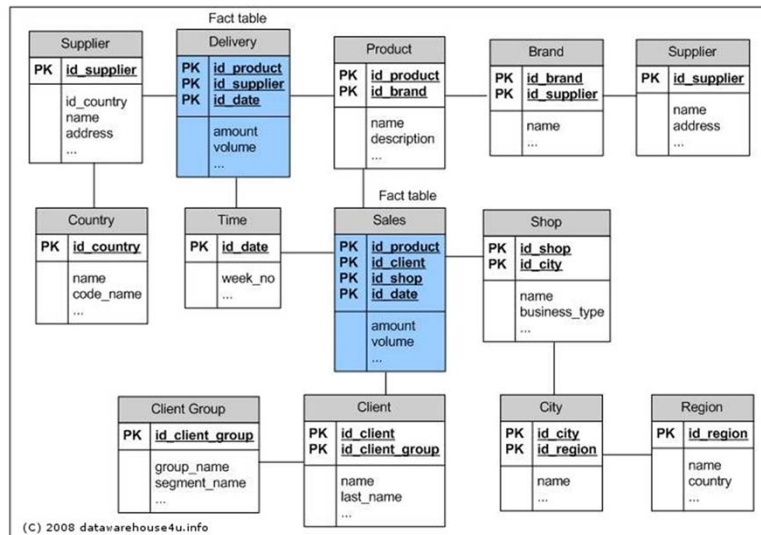 Fact table
Supplier
PK id_supplier
id_country
name
address
...
Delivery
PK id_product
PK id_supplier
PK id_date
amount
volume
...
Product
PK id_product
PK id_brand
name
description
...
Brand
PK id_brand
PK id_supplier
name
...
Supplier
PK id_supplier
name
address
...
Country
PK id_country
name
code_name
...
Time
PK id_date
week_no
...
Fact table
Sales
PK id_product
PK id_client
PK id_shop
PK id_date
amount
volume
...
Shop
PK id_shop
PK id_city
name
business_type
...
Client Group
PK id_client_group
group_name
segment_name
...
Client
PK id_client
PK id_client_group
name
last_name
...
City
PK id_city
PK id_region
name
...
Region
PK id_region
name
country
...
(C) 2008 datawarehouse4u.info